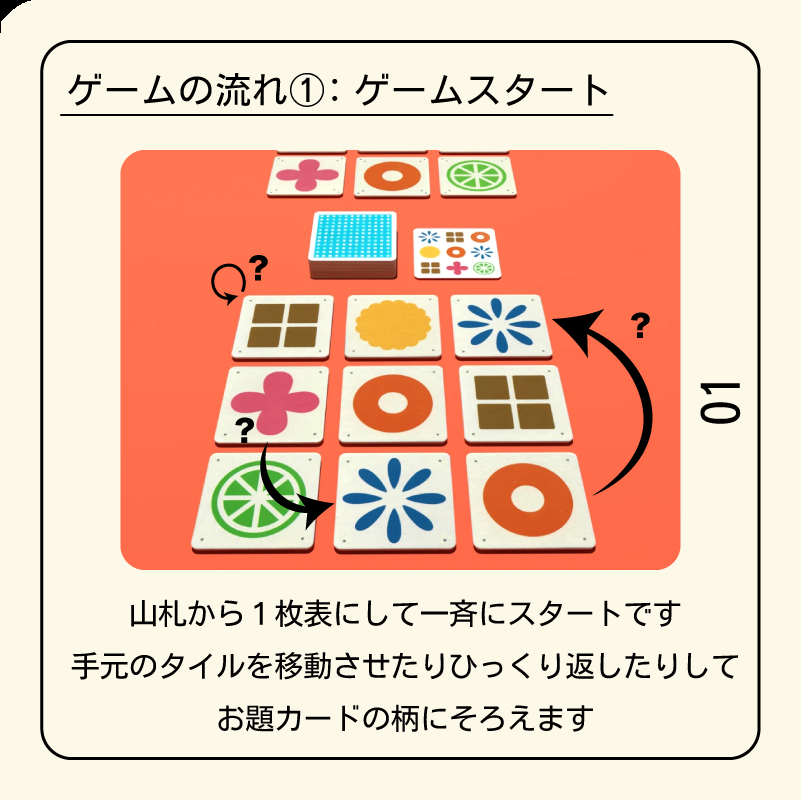 ゲームの流れ①：ゲームスタート
?
?
?
01
山札から１枚表にして一斉にスタートです
手元のタイルを移動させたりひっくり返したりして
お題カードの柄にそろえます